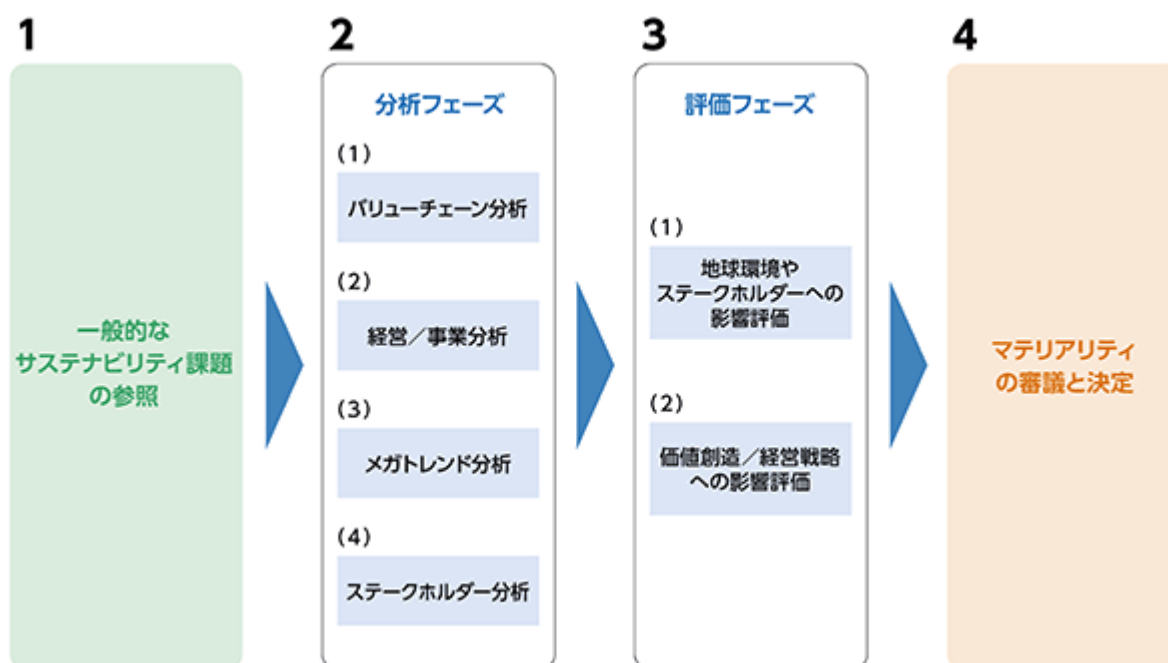 1
一般的な
サステナビリティ課題
の参照
2
分析フェーズ
(1)
バリューチェーン分析
(2)
経営／事業分析
(3)
メガトレンド分析
(4)
ステークホルダー分析
3
評価フェーズ
(1)
地球環境や
ステークホルダーへの
影響評価
(2)
価値創造／経営戦略
への影響評価
4
マテリアリティ
の審議と決定